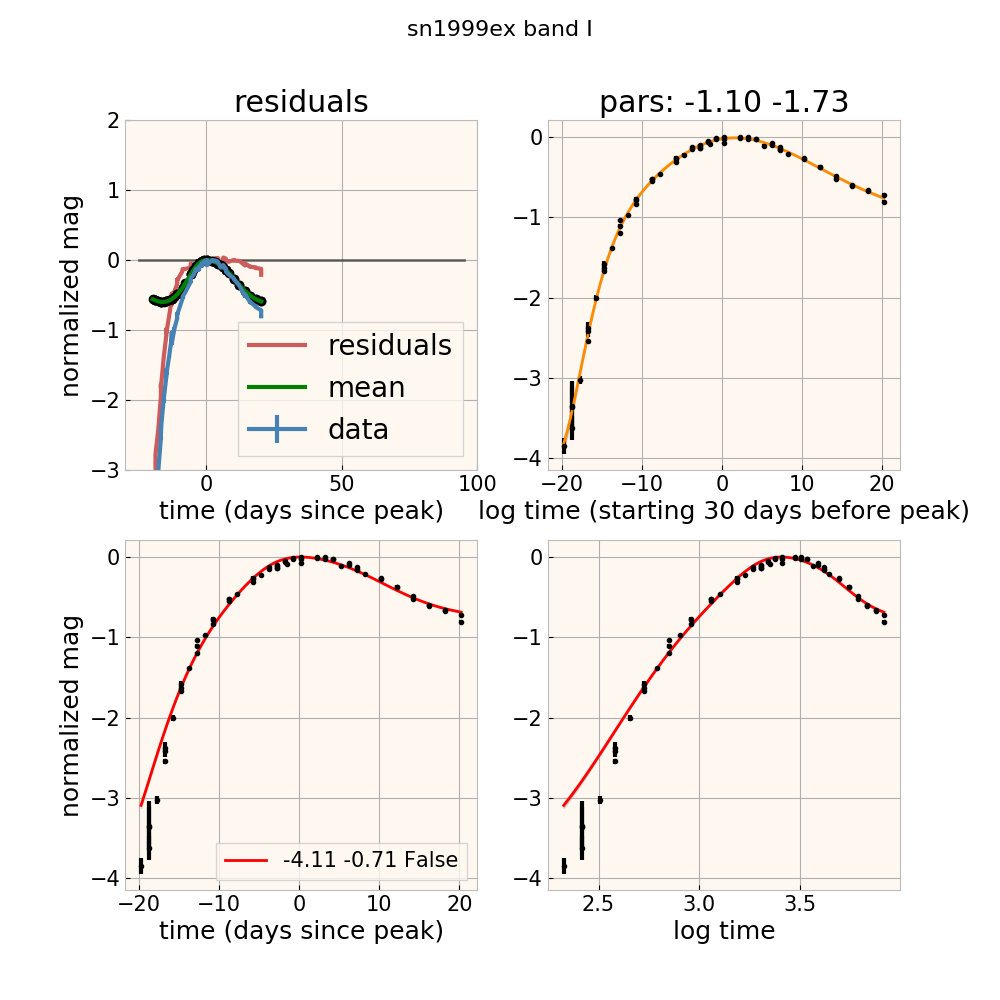 sn1999ex band I
residuals
pars: -1.10 -1.73
normalized mag
2
1
0
−1
−2
−3
residuals
mean
data
0
50
100
time (days since peak)
0
−1
−2
−3
−4
−20
−10
0
10
20
log time (starting 30 days before peak)
normalized mag
0
−1
−2
−3
−4
-4.11 -0.71 False
−20
−10
0
10
20
time (days since peak)
0
−1
−2
−3
−4
2.5
3.0
3.5
log time